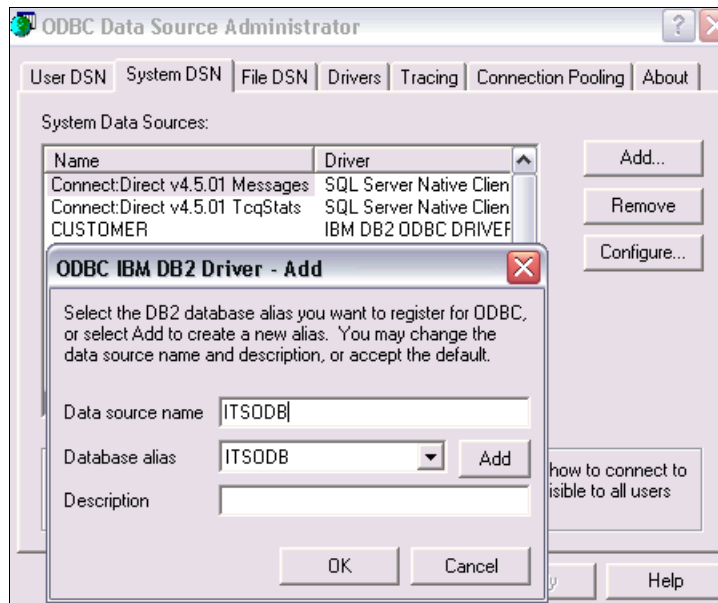 ODBC Data Source Administrator
User DSN System DSN File DSN Drivers Tracing Connection Pooling About
System Data Sources:
Name Driver
Connect:Direct v4.5.01 Messages SQL Server Native Clien
Connect:Direct v4.5.01 TcqStats SQL Server Native Clien
CUSTOMER IBM DB2 ODBC DRIVER
Add...
Remove
Configure...
ODBC IBM DB2 Driver - Add
Select the DB2 database alias you want to register for ODBC,
or select Add to create a new alias. You may change the
data source name and description, or accept the default.
Data source name ITSODB
Database alias ITSODB Add
Description
how to connect to
isible to all users
OK Cancel
y Help